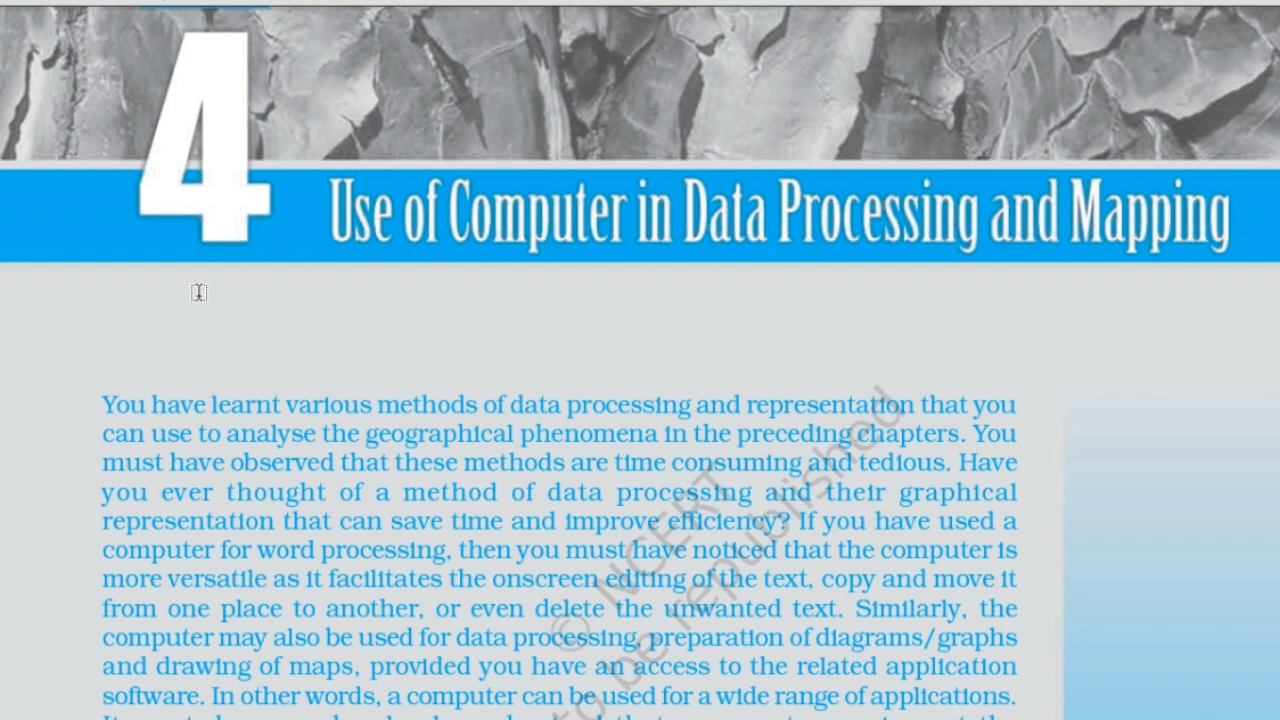 4
Use of Computer in Data Processing and Mapping
You have learnt various methods of data processing and representation that you
can use to analyse the geographical phenomena in the preceding chapters. You
must have observed that these methods are time consuming and tedious. Have
you ever thought of a method of data processing and their graphical
representation that can save time and improve efficiency? If you have used a
computer for word processing, then you must have noticed that the computer is
more versatile as it facilitates the onscreen editing of the text, copy and move it
from one place to another, or even delete the unwanted text. Similarly, the
computer may also be used for data processing, preparation of diagrams/graphs
and drawing of maps, provided you have an access to the related application
software. In other words, a computer can be used for a wide range of applications.
© NCERT
to be republished